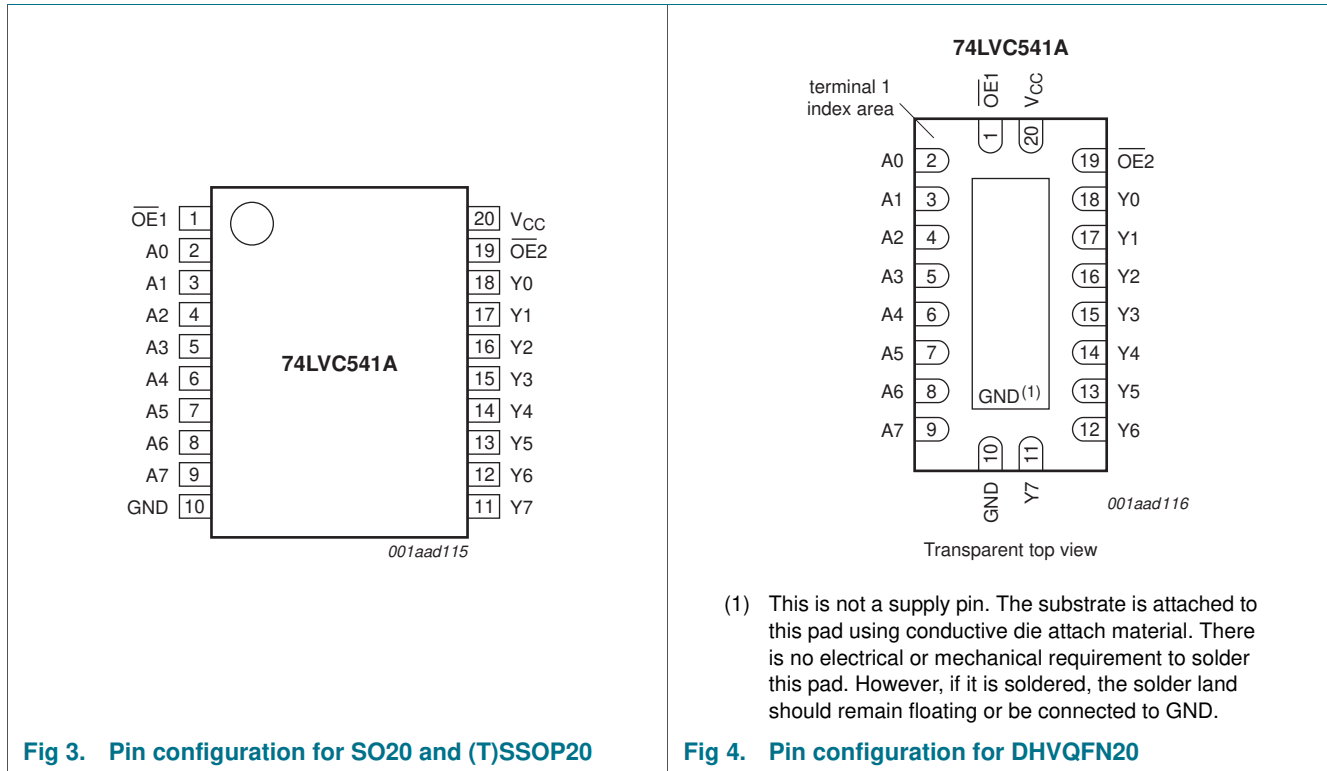 OE1 1
A0 2
A1 3
A2 4
A3 5
A4 6
A5 7
A6 8
A7 9
GND 10
74LVC541A
20 VCC
19 OE2
18 Y0
17 Y1
16 Y2
15 Y3
14 Y4
13 Y5
12 Y6
11 Y7
001aad115
Fig 3. Pin configuration for SO20 and (T)SSOP20
74LVC541A
terminal 1
index area
OE1
VCC
1
20
A0 2
A1 3
A2 4
A3 5
A4 6
A5 7
A6 8
A7 9
19 OE2
18 Y0
17 Y1
16 Y2
15 Y3
14 Y4
13 Y5
12 Y6
GND(1)
10
11
GND
Y7
001aad116
Transparent top view
(1) This is not a supply pin. The substrate is attached to
this pad using conductive die attach material. There
is no electrical or mechanical requirement to solder
this pad. However, if it is soldered, the solder land
should remain floating or be connected to GND.
Fig 4. Pin configuration for DHVQFN20